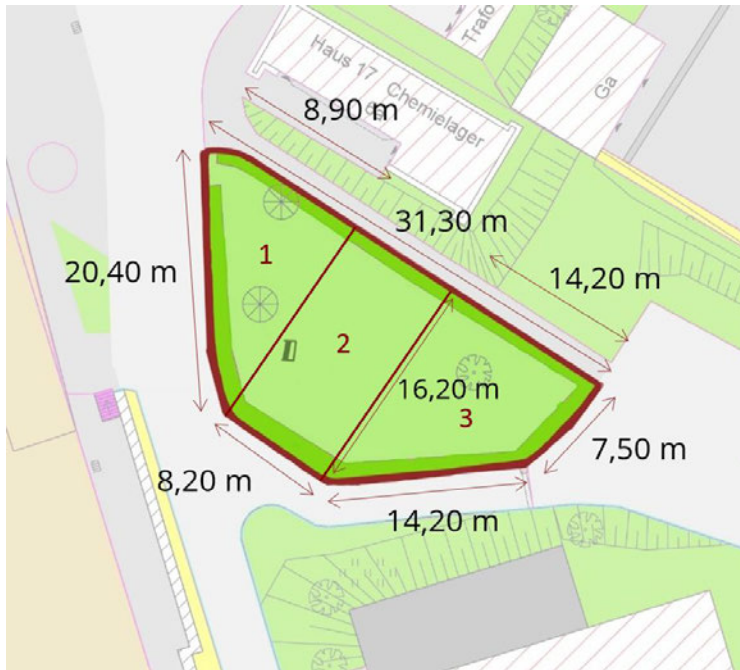 Trafo
Haus 17
Chemielager
Ga
8,90 m
31,30 m
14,20 m
20,40 m
1
2
3
16,20 m
7,50 m
8,20 m
14,20 m